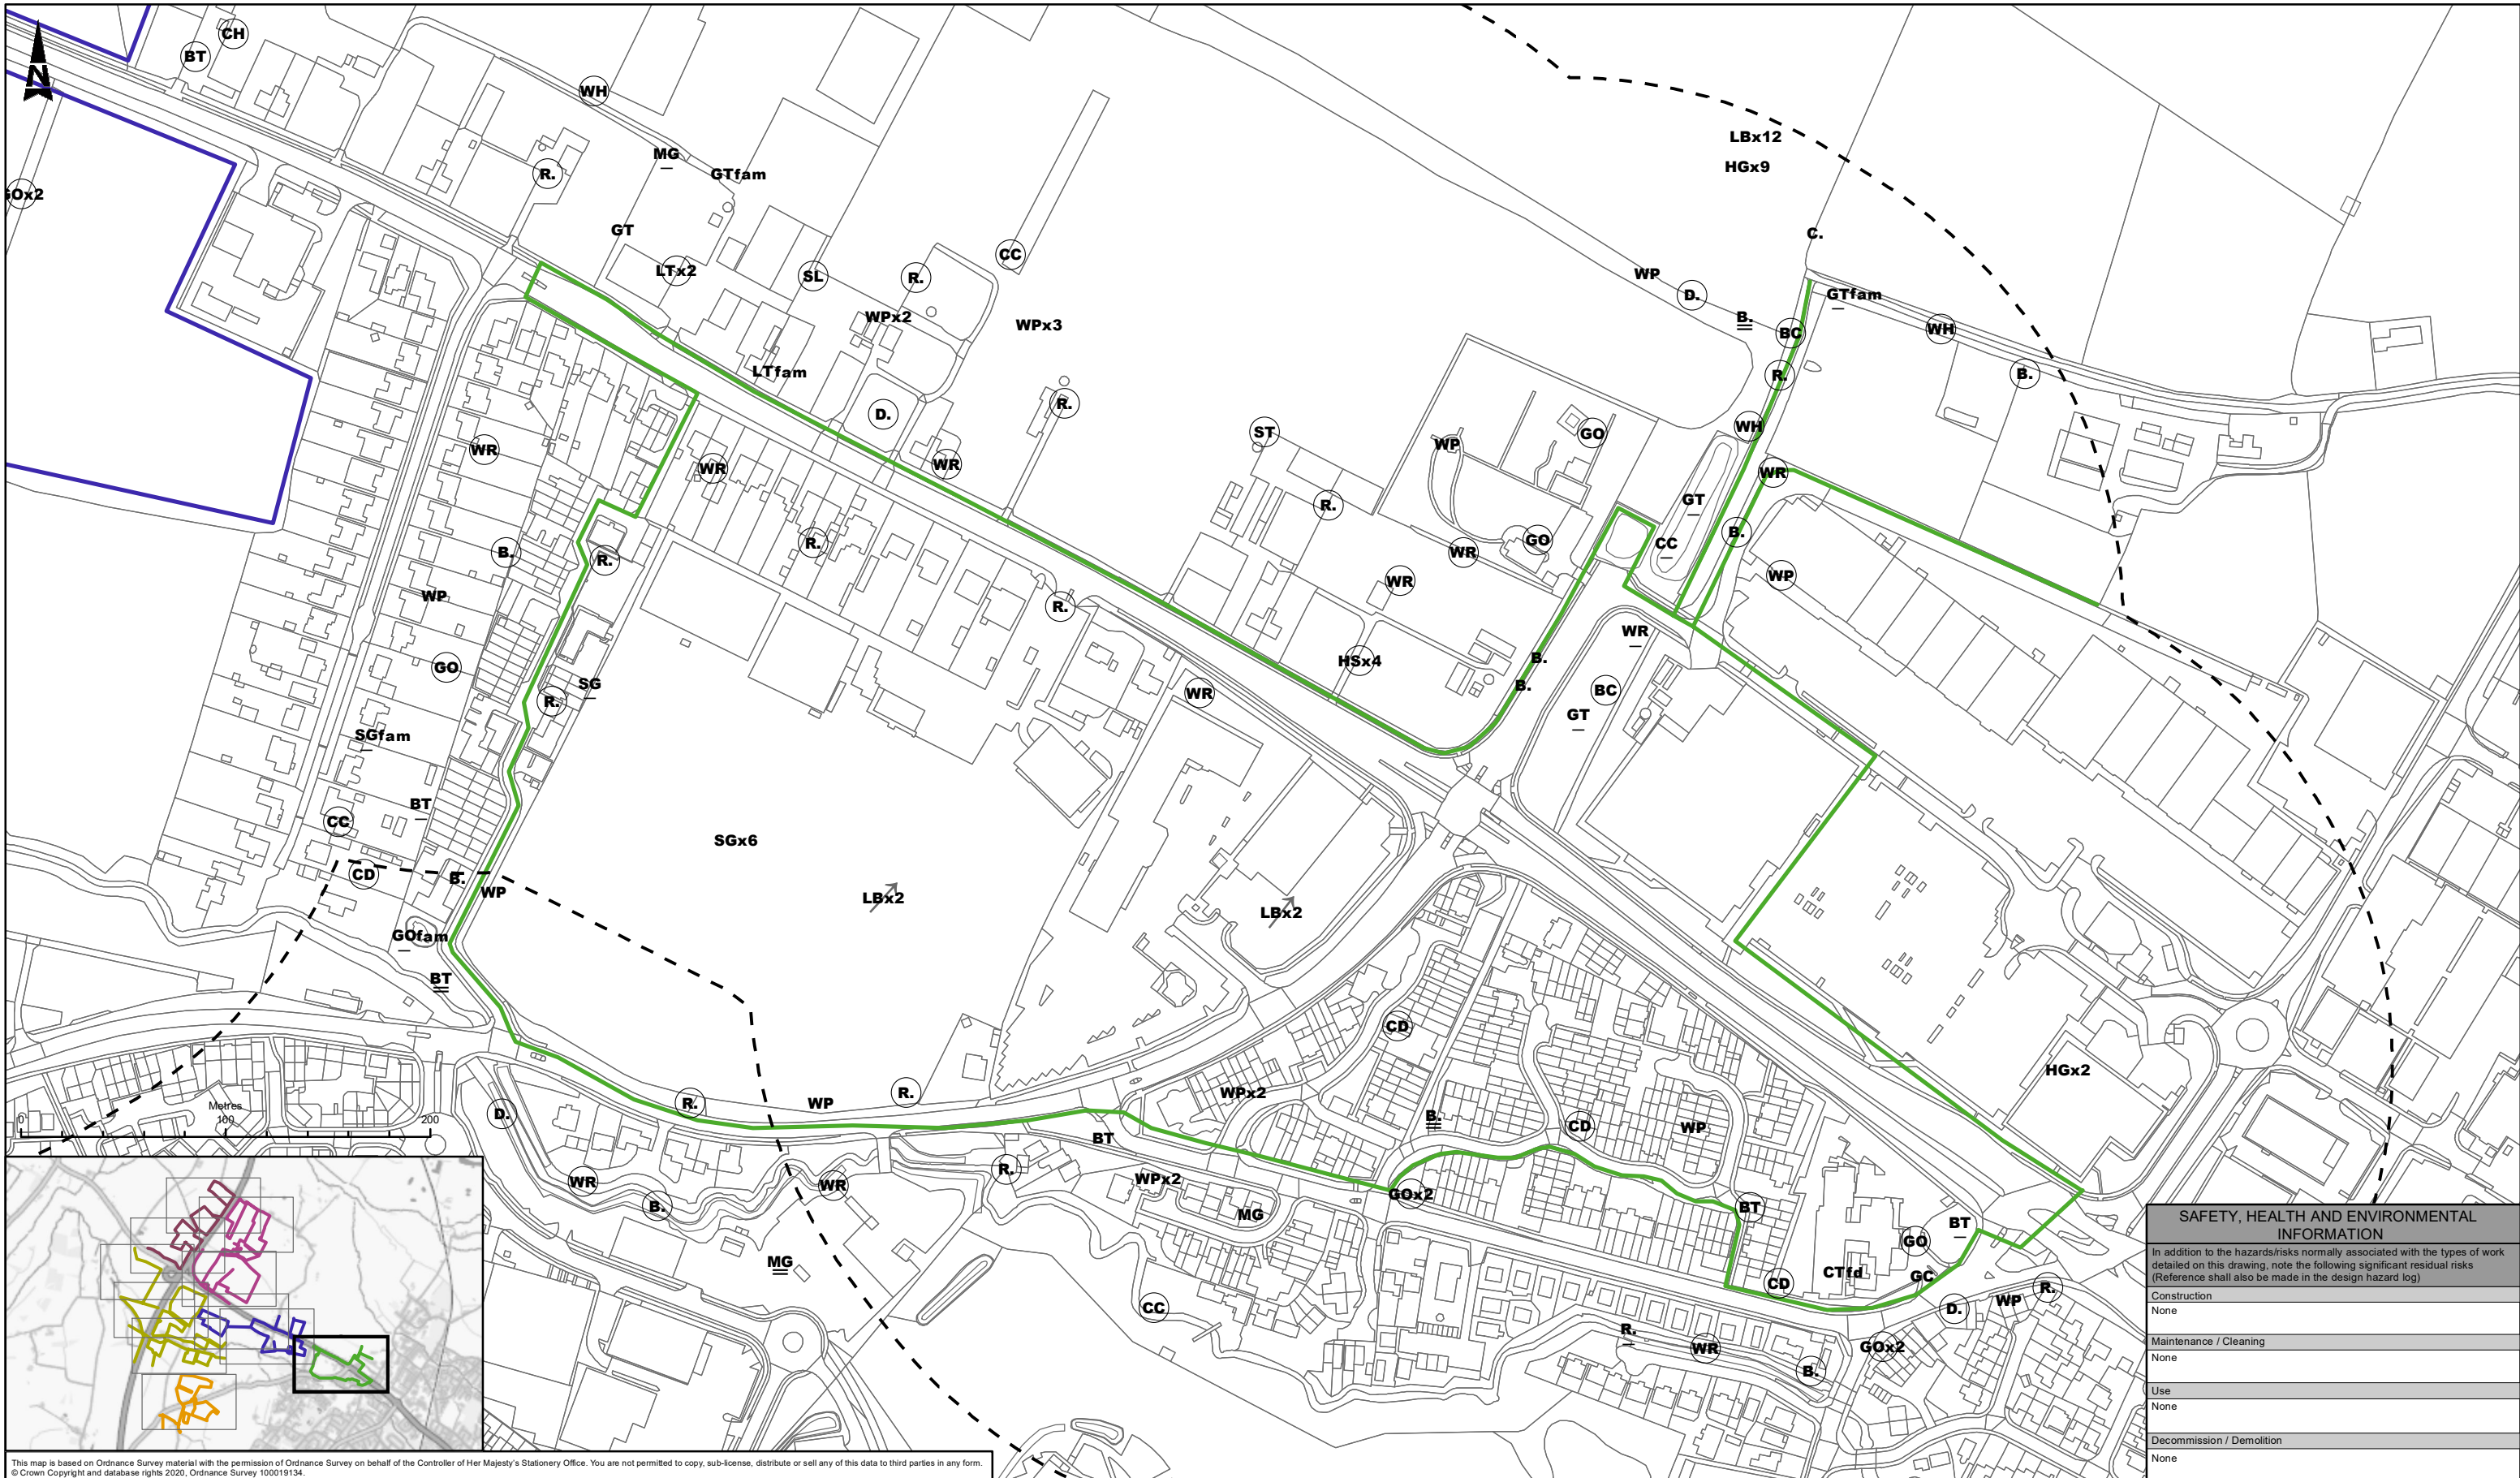 CH
BT
N
WH
LBx12
MG
GTfam
HGx9
R.
GOx2
GT
C.
CC
LTx2
SL
R.
WP
D.
GTfam
WPx2
WPx3
B.
BC
WH
LTfam
R.
B.
D.
R.
ST
GO
WH
WR
WP
WR
WR
WR
GT
R.
B.
B.
R.
R.
WR
GO
CC
WR
WP
WP
R.
WR
GO
HSx4
B.
SG
R.
WR
B.
BC
GT
SGfam
BT
CC
SGx6
CD
B.
WP
LBx2
LBx2
GOfam
BT
CD
HGx2
R.
WP
R.
WPx2
Metres
0
100
200
D.
B.
CD
WP
BT
R.
WR
WR
WPx2
GOx2
B.
MG
BT
BT
GO
MG
CTfd
GC
CD
R.
CC
D.
WP
R.
WR
GOx2
B.
SAFETY, HEALTH AND ENVIRONMENTAL
INFORMATION
In addition to the hazards/risks normally associated with the types of work
detailed on this drawing, note the following significant residual risks
(Reference shall also be made in the design hazard log)
Construction
None
Maintenance / Cleaning
None
Use
None
Decommission / Demolition
None
This map is based on Ordnance Survey material with the permission of Ordnance Survey on behalf of the Controller of Her Majesty's Stationery Office. You are not permitted to copy, sub-license, distribute or sell any of this data to third parties in any form.
© Crown Copyright and database rights 2020, Ordnance Survey 100019134.